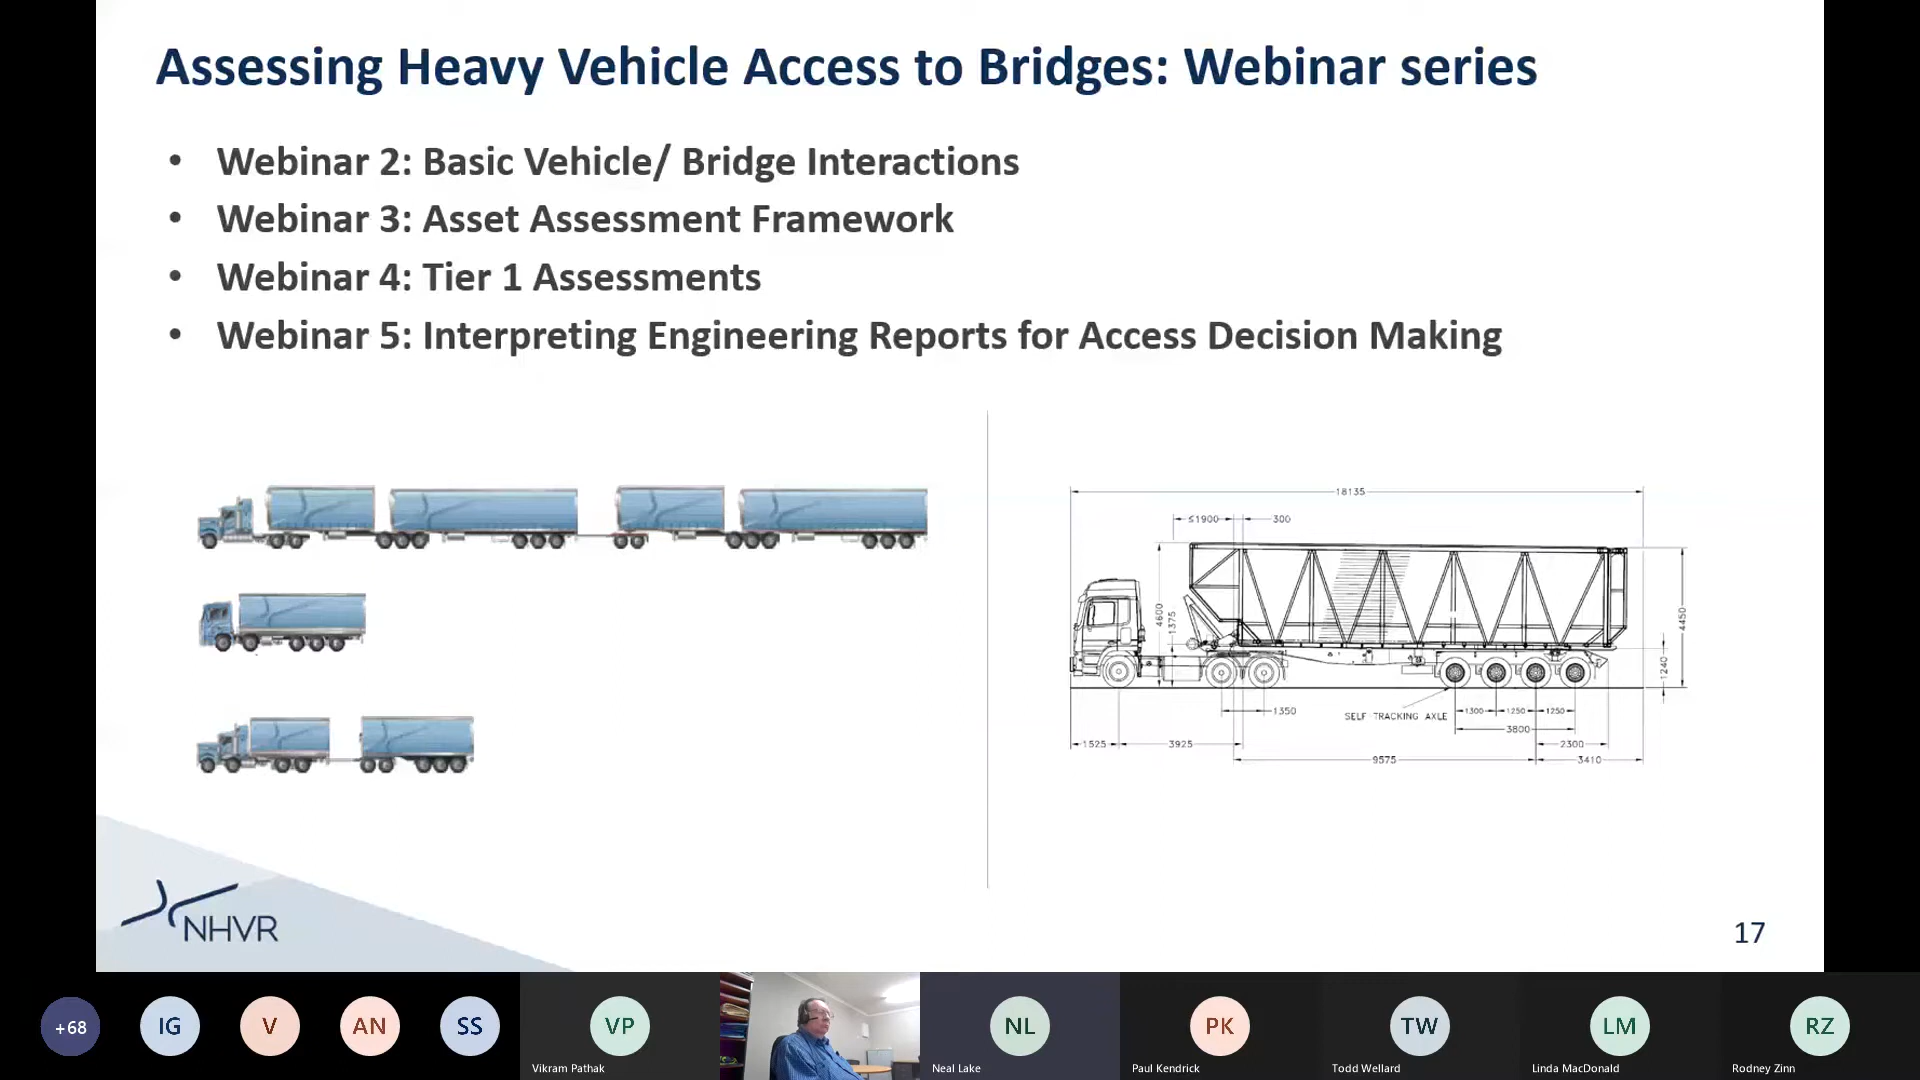 Assessing Heavy Vehicle Access to Bridges: Webinar series
• Webinar 2: Basic Vehicle/ Bridge Interactions
• Webinar 3: Asset Assessment Framework
• Webinar 4: Tier 1 Assessments
• Webinar 5: Interpreting Engineering Reports for Access Decision Making
18135
≤1900
300
4600
1375
4450
1240
1350
SELF TRACKING AXLE
1300
1250
1250
3800
1525
3925
2300
9575
3410
NHVR
17
+68
IG
V
AN
SS
VP
NL
PK
TW
LM
RZ
Vikram Pathak
Neal Lake
Paul Kendrick
Todd Wellard
Linda MacDonald
Rodney Zinn